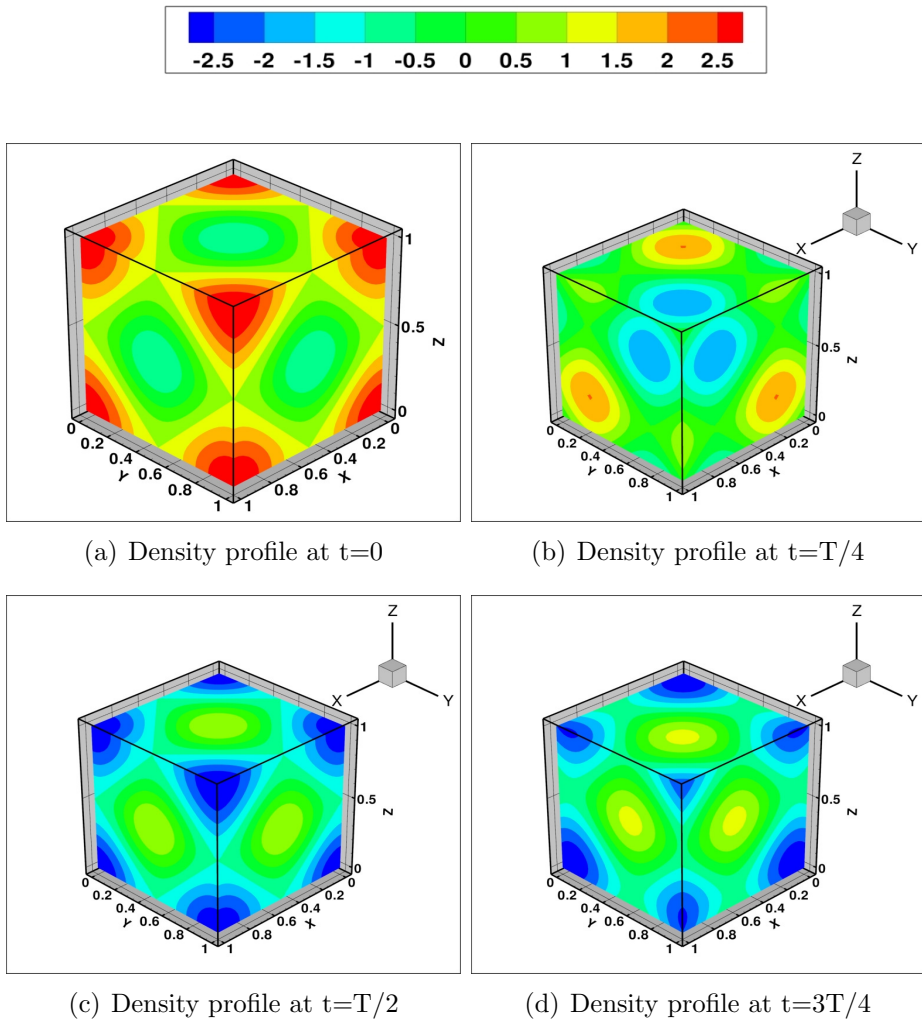 -2.5 -2 -1.5 -1 -0.5 0 0.5 1 1.5 2 2.5
1
0.5
Z
0
0 0.2 0.4 Y 0.6 0.8 1
1 0.8 0.6 X 0.4 0.2 0
(a) Density profile at t=0
Z
X
Y
1
0.5
Z
0
0 0.2 0.4 Y 0.6 0.8 1
1 0.8 0.6 X 0.4 0.2 0
(b) Density profile at t=T/4
Z
X
Y
1
0.5
Z
0
0 0.2 0.4 Y 0.6 0.8 1
1 0.8 0.6 X 0.4 0.2 0
(c) Density profile at t=T/2
Z
X
Y
1
0.5
Z
0
0 0.2 0.4 Y 0.6 0.8 1
1 0.8 0.6 X 0.4 0.2 0
(d) Density profile at t=3T/4